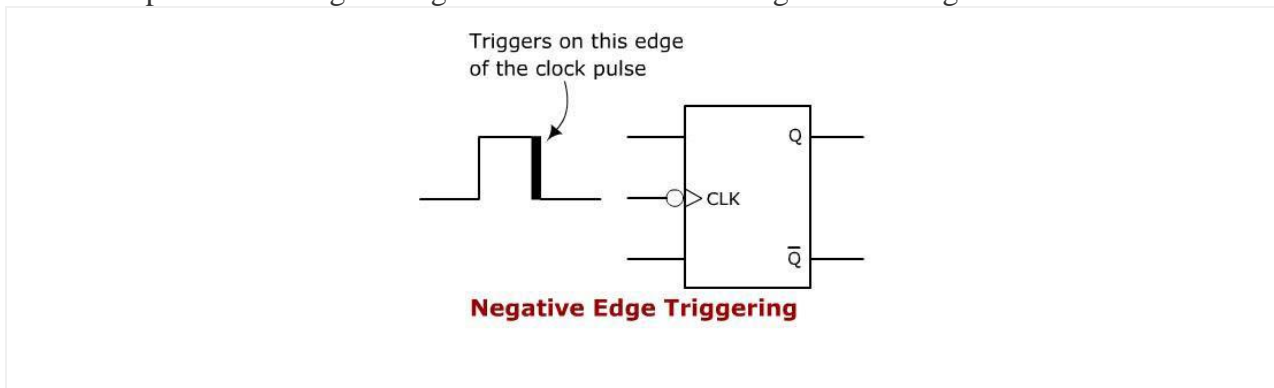 Triggers on this edge
of the clock pulse
Q
CLK
Q̅
Negative Edge Triggering